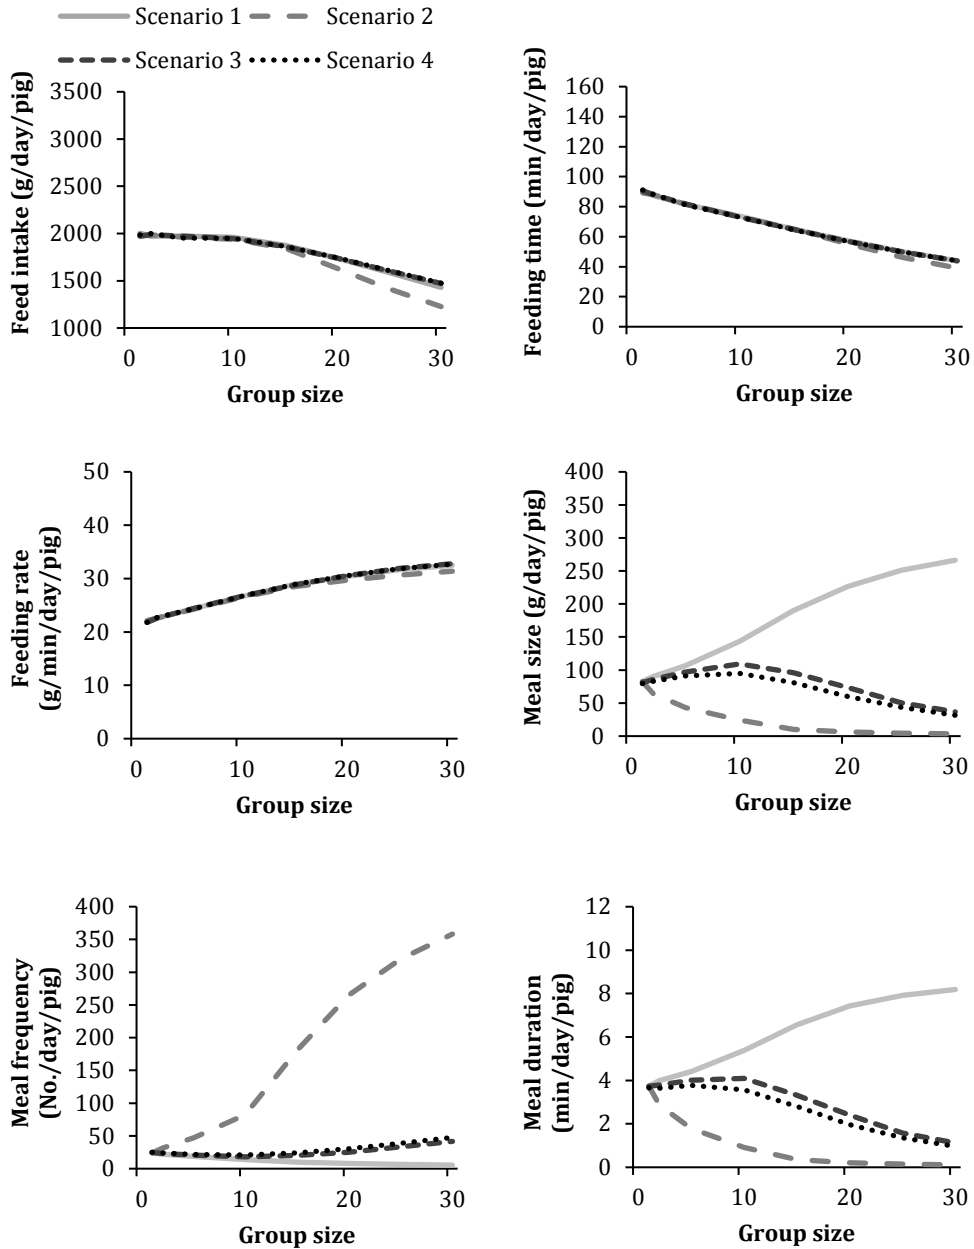 Scenario 1 Scenario 2
Scenario 3 Scenario 4
Feed intake (g/day/pig)
3500
3000
2500
2000
1500
1000
0 10 20 30
Group size
Feeding time (min/day/pig)
160
140
120
100
80
60
40
20
0
0 10 20 30
Group size
Feeding rate
(g/min/day/pig)
50
40
30
20
10
0
0 10 20 30
Group size
Meal size (g/day/pig)
400
350
300
250
200
150
100
50
0
0 10 20 30
Group size
Meal frequency
(No./day/pig)
400
350
300
250
200
150
100
50
0
0 10 20 30
Group size
Meal duration
(min/day/pig)
12
10
8
6
4
2
0
0 10 20 30
Group size